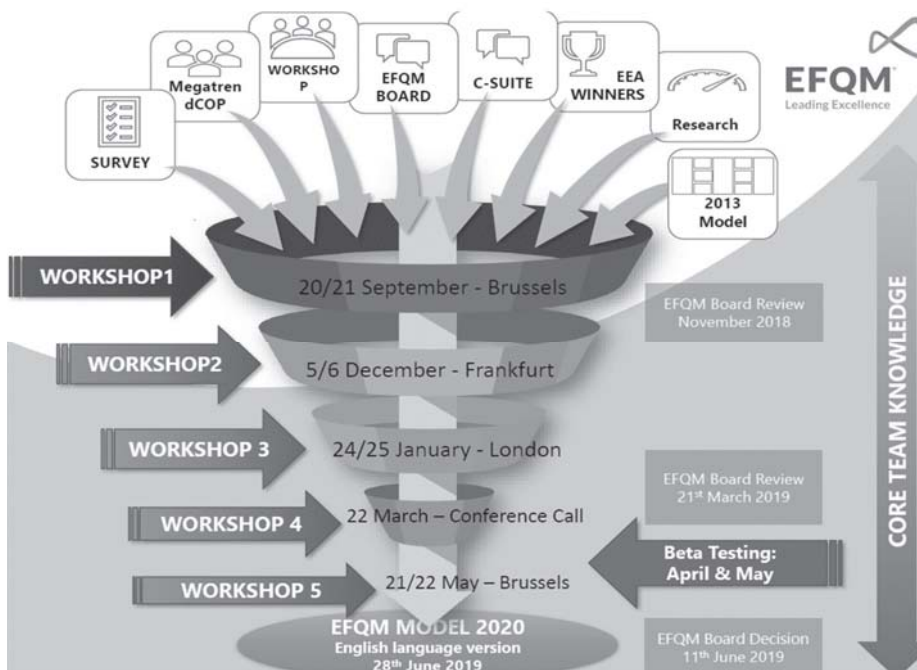 SURVEY
Megatren
dCOP
WORKSHO
P
EFQM
BOARD
C-SUITE
EEA
WINNERS
Research
2013
Model
EFQM
Leading Excellence
WORKSHOP1
20/21 September - Brussels
EFQM Board Review
November 2018
WORKSHOP2
5/6 December - Frankfurt
WORKSHOP 3
24/25 January - London
EFQM Board Review
21st March 2019
WORKSHOP 4
22 March – Conference Call
Beta Testing:
April & May
WORKSHOP 5
21/22 May – Brussels
EFQM MODEL 2020
English language version
28th June 2019
EFQM Board Decision
11th June 2019
CORE TEAM KNOWLEDGE